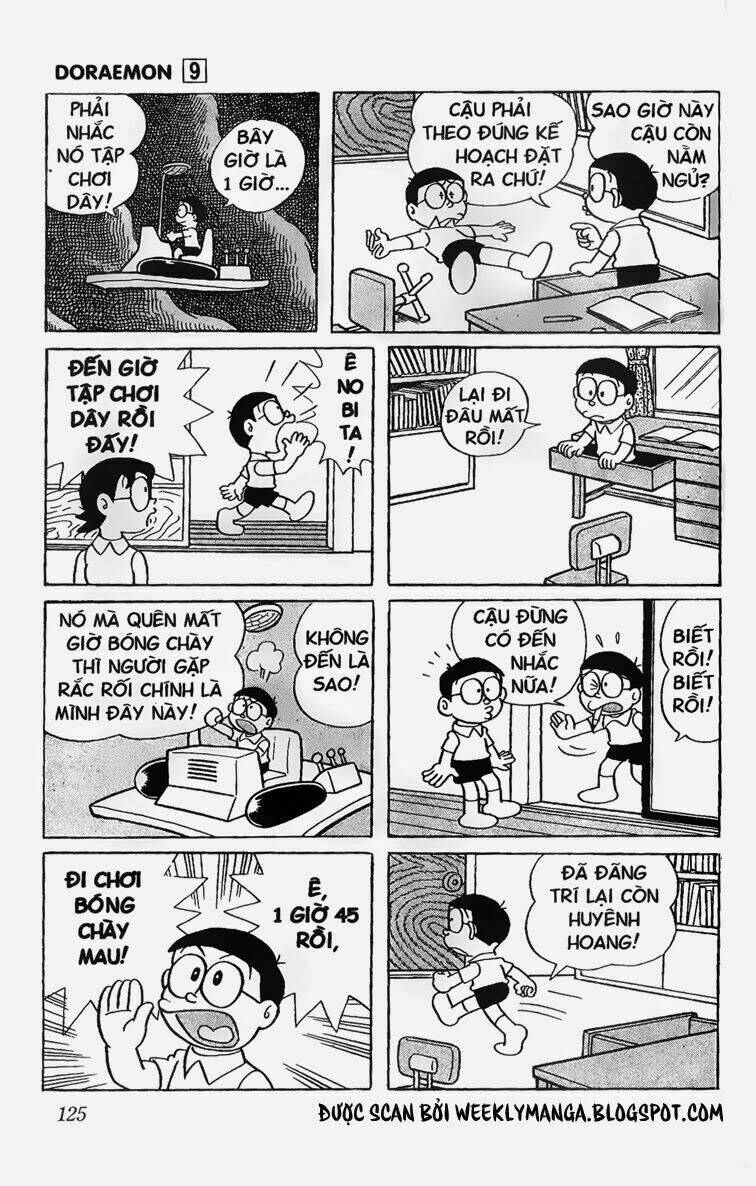 DORAEMON 9
SAO GIỜ NÀY
CẬU CÒN
NẰM
NGỦ?
CẬU PHẢI
THEO ĐÚNG KẾ
HOẠCH ĐẶT
RA CHỨ!
BÂY
GIỜ LÀ
1 GIỜ...
PHẢI
NHẮC
NÓ TẬP
CHƠI
DÂY!
LẠI ĐI
ĐÂU MẤT
RỒI!
Ê
NO
BI
TA!
ĐẾN GIỜ
TẬP CHƠI
DÂY RỒI
ĐẤY!
BIẾT
RỒI!
BIẾT
RỒI!
CẬU ĐỪNG
CÓ ĐẾN
NHẮC
NỮA!
KHÔNG
ĐẾN LÀ
SAO!
NÓ MÀ QUÊN MẤT
GIỜ BÓNG CHÀY
THÌ NGƯỜI GẶP
RẮC RỐI CHÍNH LÀ
MÌNH ĐÂY NÀY!
ĐÃ ĐÃNG
TRÍ LẠI CÒN
HUYÊNH
HOANG!
Ê,
1 GIỜ 45
RỒI,
ĐI CHƠI
BÓNG
CHÀY
MAU!
125
ĐƯỢC SCAN BỞI WEEKLYMANGA.BLOGSPOT.COM